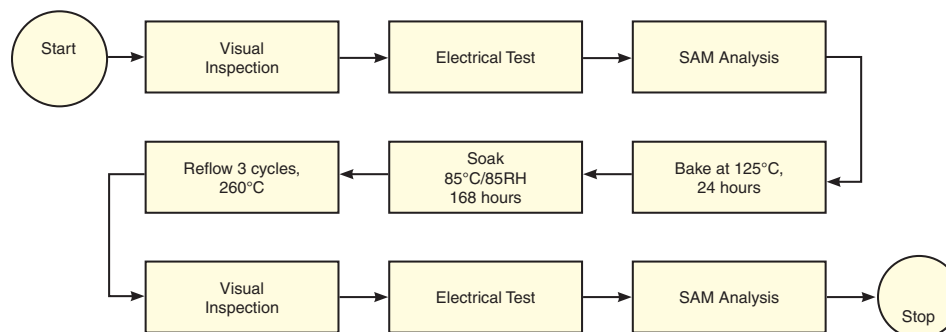 Start
Visual
Inspection
Electrical Test
SAM Analysis
Bake at 125°C,
24 hours
Soak
85°C/85RH
168 hours
Reflow 3 cycles,
260°C
Visual
Inspection
Electrical Test
SAM Analysis
Stop